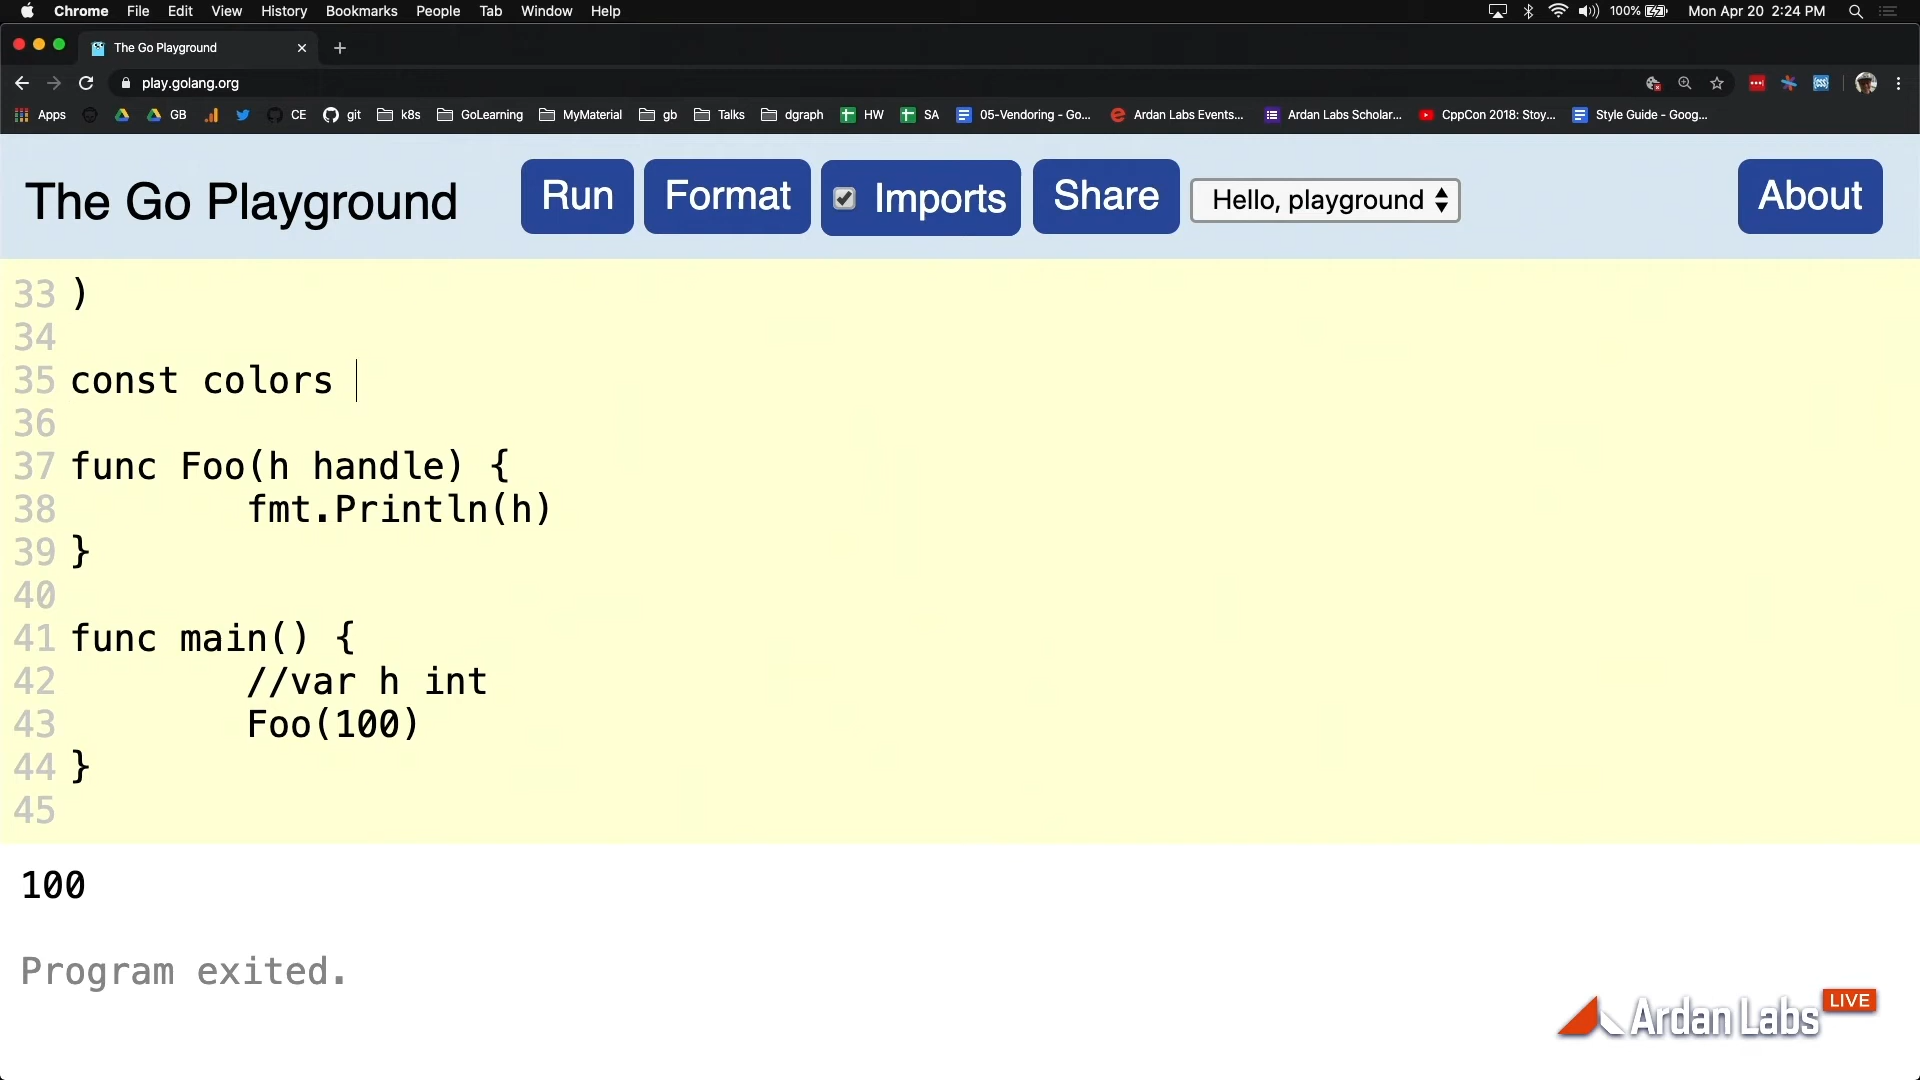 Chrome File Edit View History Bookmarks People Tab Window Help 100% Mon Apr 20 2:24 PM
The Go Playground
play.golang.org
Apps GB CE git k8s GoLearning MyMaterial gb Talks dgraph HW SA 05-Vendoring - Go... Ardan Labs Events... Ardan Labs Scholar... CppCon 2018: Stoy... Style Guide - Goog...
The Go Playground Run Format Imports Share Hello, playground About
33 )
34
35 const colors
36
37 func Foo(h handle) {
38 fmt.Println(h)
39 }
40
41 func main() {
42 //var h int
43 Foo(100)
44 }
45
100
Program exited.
Ardan Labs LIVE